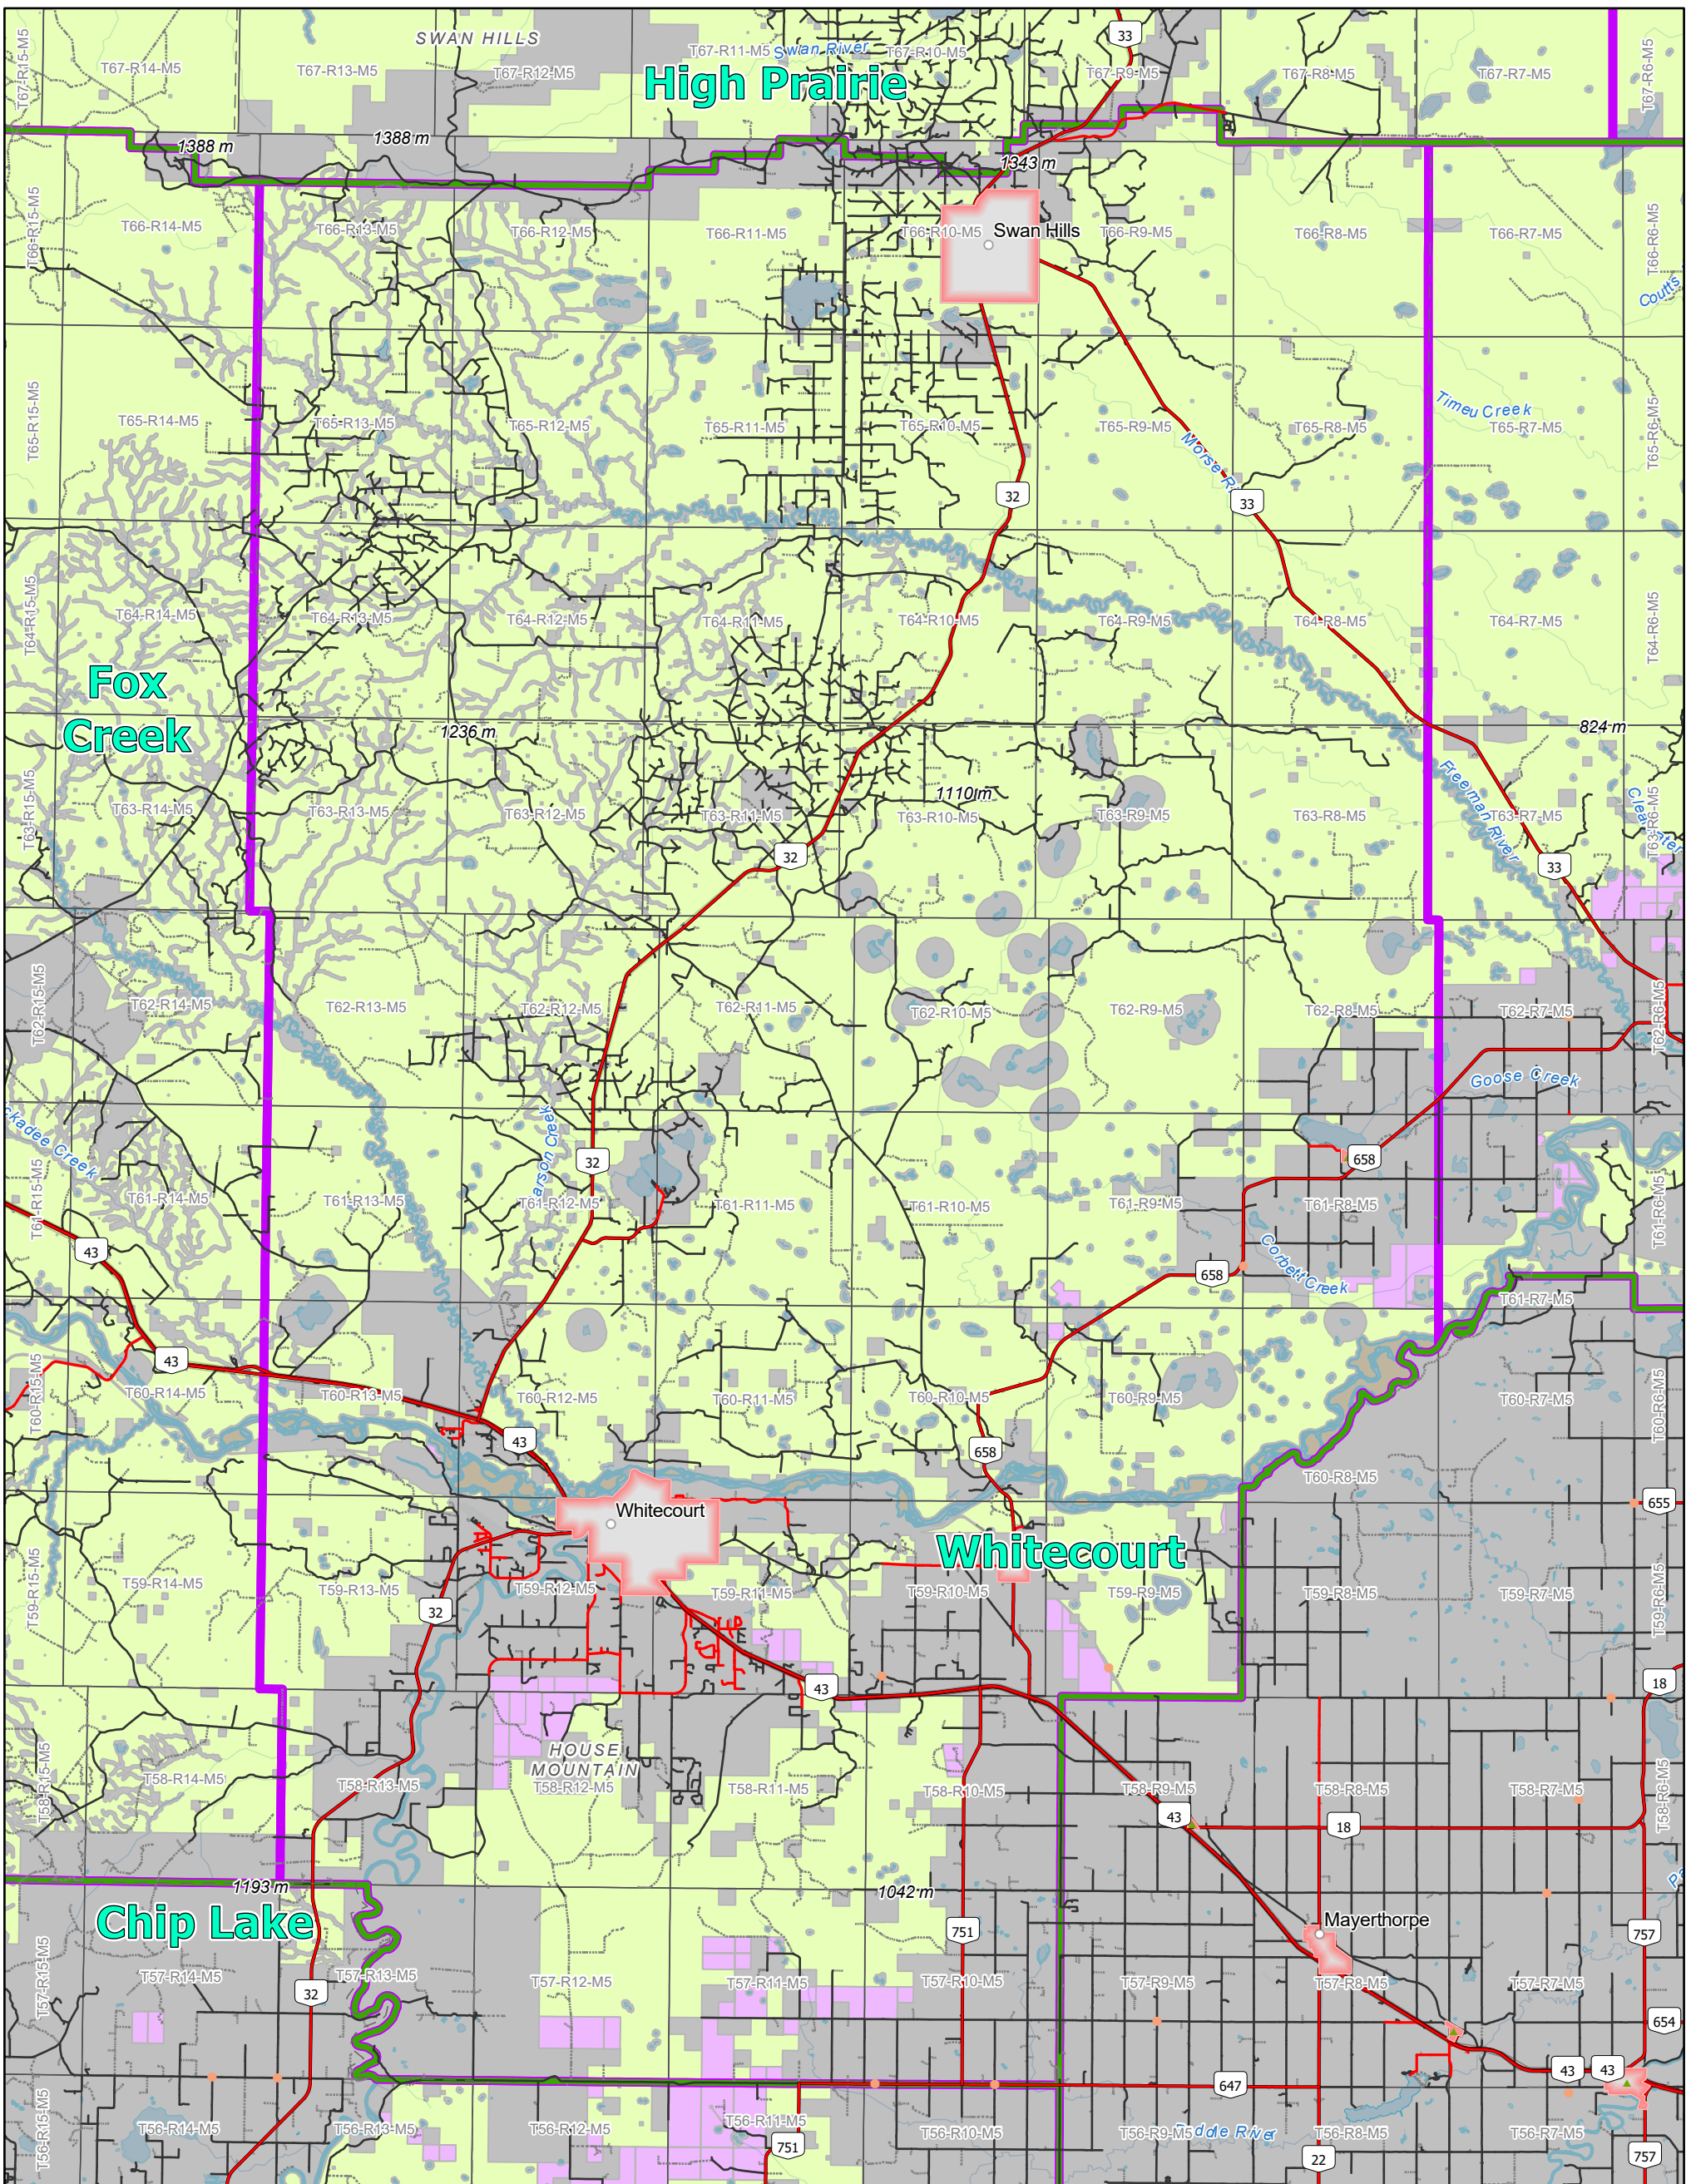 SWAN HILLS
T67-R11-M5
Swan River
T67-R10-M5
33
T67-R15-M5
T67-R14-M5
T67-R13-M5
T67-R12-M5
High Prairie
T67-R9-M5
T67-R8-M5
T67-R7-M5
T67-R6-M5
1388 m
1388 m
1343 m
T66-R15-M5
T66-R14-M5
T66-R13-M5
T66-R12-M5
T66-R11-M5
T66-R10-M5
Swan Hills
T66-R9-M5
T66-R8-M5
T66-R7-M5
T66-R6-M5
Coutts
Timeu Creek
T65-R15-M5
T65-R14-M5
T65-R13-M5
T65-R12-M5
T65-R11-M5
T65-R10-M5
T65-R9-M5
T65-R8-M5
T65-R7-M5
T65-R6-M5
Morse
32
33
T64-R15-M5
T64-R14-M5
T64-R13-M5
T64-R12-M5
T64-R11-M5
T64-R10-M5
T64-R9-M5
T64-R8-M5
T64-R7-M5
T64-R6-M5
Fox
Creek
1236 m
824 m
1110 m
Freeman River
T63-R15-M5
T63-R14-M5
T63-R13-M5
T63-R12-M5
T63-R11-M5
T63-R10-M5
T63-R9-M5
T63-R8-M5
T63-R7-M5
T63-R6-M5
32
33
T62-R15-M5
T62-R14-M5
T62-R13-M5
T62-R12-M5
T62-R11-M5
T62-R10-M5
T62-R9-M5
T62-R8-M5
T62-R7-M5
T62-R6-M5
Goose Creek
ckadee Creek
arson Creek
32
658
T61-R15-M5
T61-R14-M5
T61-R13-M5
T61-R12-M5
T61-R11-M5
T61-R10-M5
T61-R9-M5
T61-R8-M5
T61-R6-M5
43
658
Corbett Creek
T61-R7-M5
43
T60-R15-M5
T60-R14-M5
T60-R13-M5
T60-R12-M5
T60-R11-M5
T60-R10-M5
T60-R9-M5
T60-R7-M5
T60-R6-M5
43
658
T60-R8-M5
655
Whitecourt
Whitecourt
T59-R15-M5
T59-R14-M5
T59-R13-M5
T59-R12-M5
T59-R11-M5
T59-R10-M5
T59-R9-M5
T59-R8-M5
T59-R7-M5
T59-R6-M5
32
43
18
HOUSE
MOUNTAIN
T58-R15-M5
T58-R14-M5
T58-R13-M5
T58-R12-M5
T58-R11-M5
T58-R10-M5
T58-R9-M5
T58-R8-M5
T58-R7-M5
T58-R6-M5
43
18
1193 m
1042 m
Chip Lake
751
Mayerthorpe
757
T57-R15-M5
T57-R14-M5
T57-R13-M5
T57-R12-M5
T57-R11-M5
T57-R10-M5
T57-R9-M5
T57-R8-M5
T57-R7-M5
32
654
43
43
647
T56-R15-M5
T56-R14-M5
T56-R13-M5
T56-R12-M5
T56-R11-M5
T56-R10-M5
T56-R9-M5
River
T56-R8-M5
T56-R7-M5
751
22
757